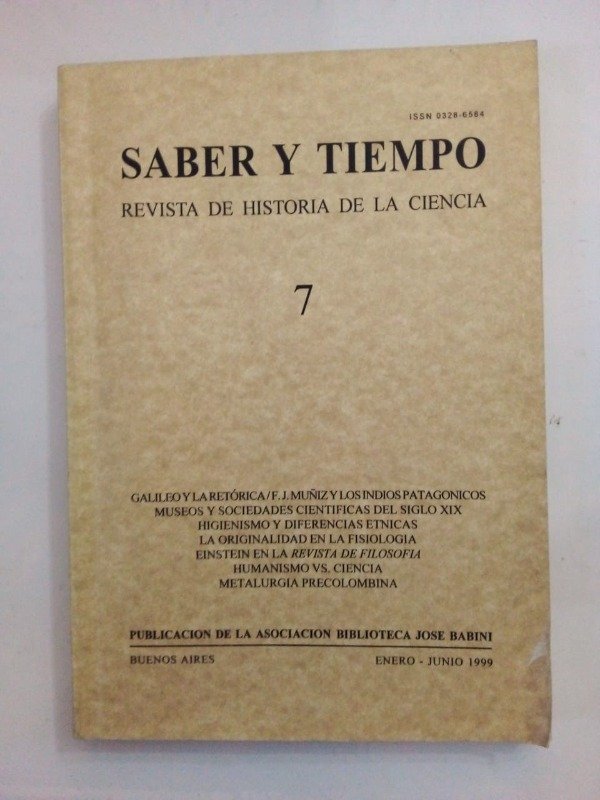 ISSN 0328-6584
SABER Y TIEMPO
REVISTA DE HISTORIA DE LA CIENCIA
7
GALILEO Y LA RETÓRICA / F. J. MUÑIZ Y LOS INDIOS PATAGONICOS
MUSEOS Y SOCIEDADES CIENTIFICAS DEL SIGLO XIX
HIGIENISMO Y DIFERENCIAS ETNICAS
LA ORIGINALIDAD EN LA FISIOLOGIA
EINSTEIN EN LA REVISTA DE FILOSOFIA
HUMANISMO VS. CIENCIA
METALURGIA PRECOLOMBINA
PUBLICACION DE LA ASOCIACION BIBLIOTECA JOSE BABINI
BUENOS AIRES ENERO - JUNIO 1999